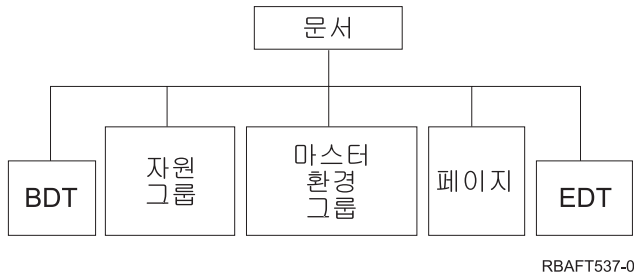 문서
BDT
자원
그룹
마스터
환경
그룹
페이지
EDT
RBAFT537-0